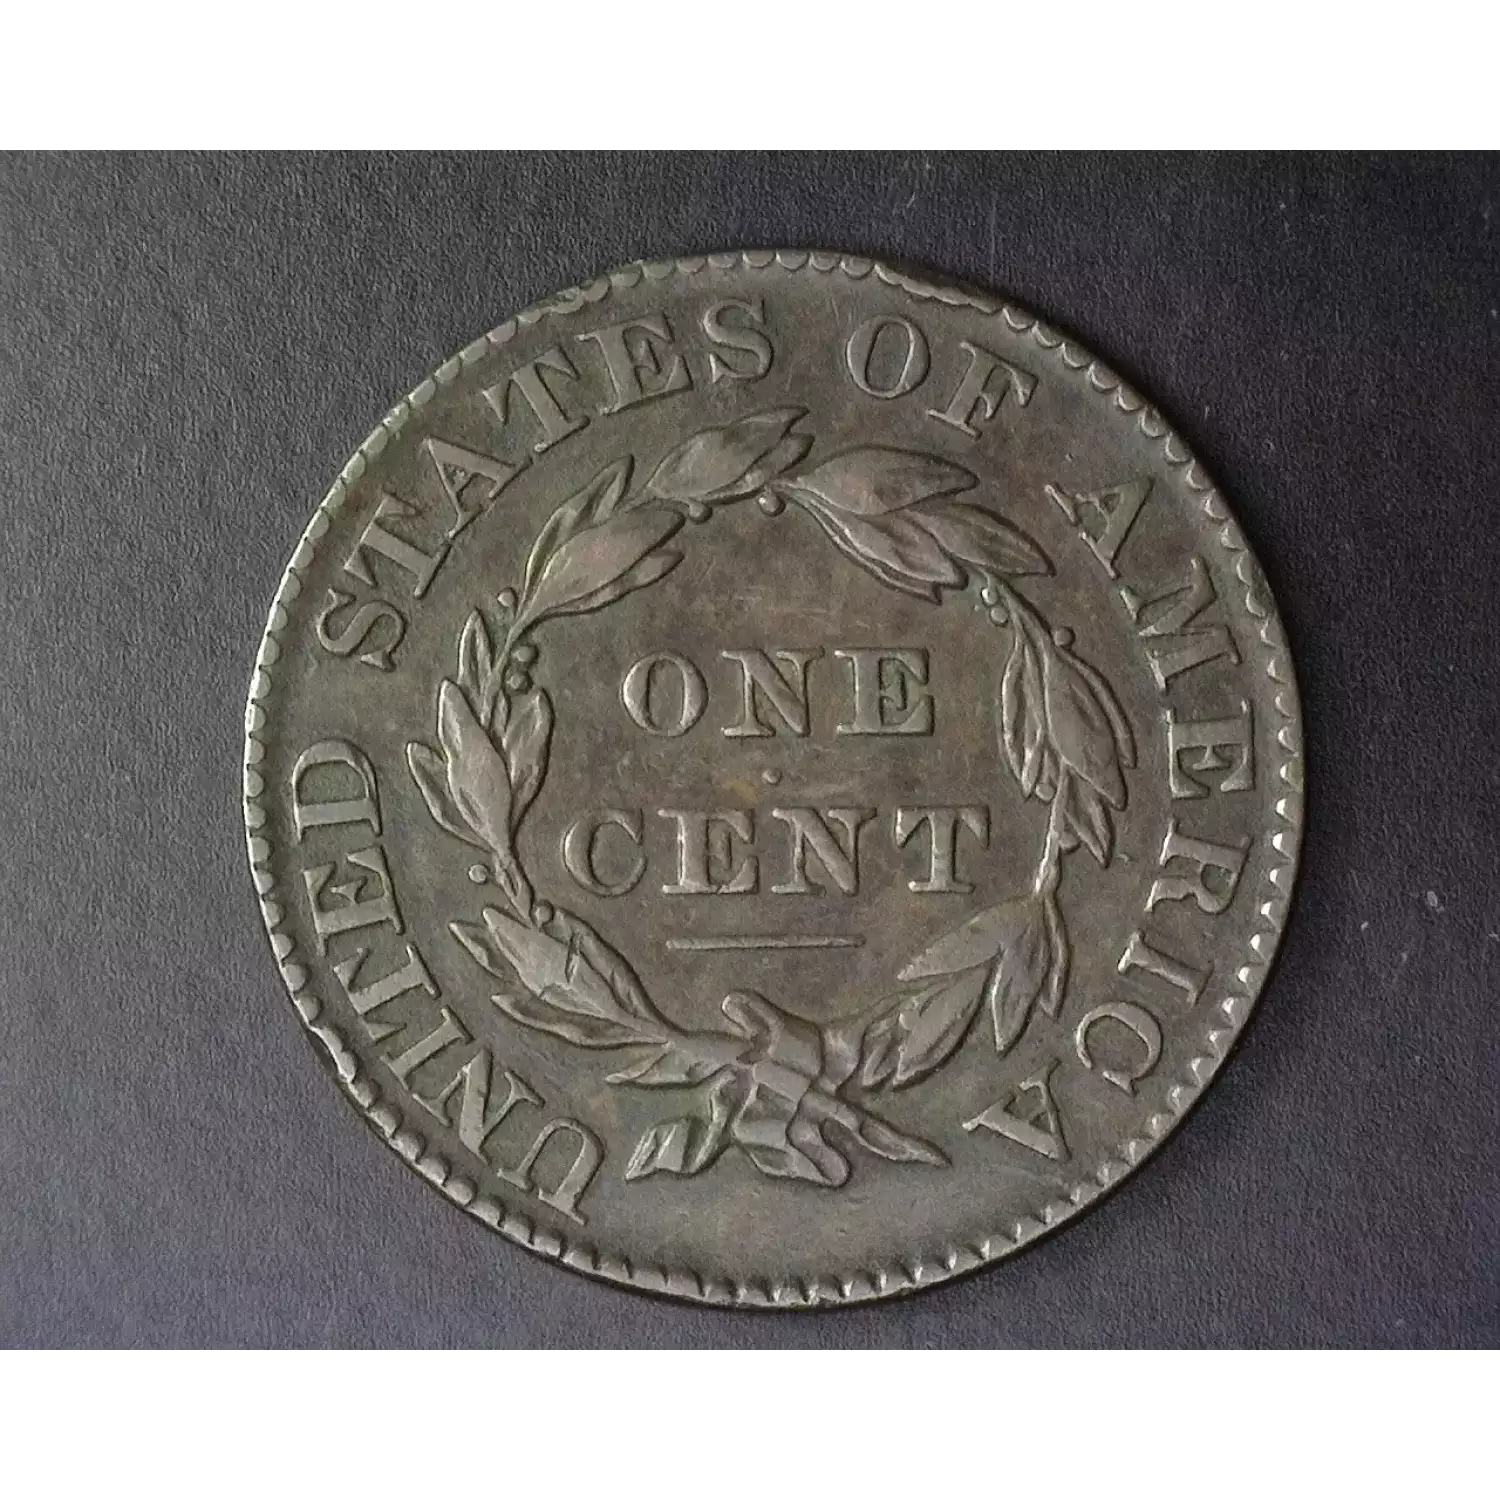 UNITED STATES OF AMERICA
ONE
CENT